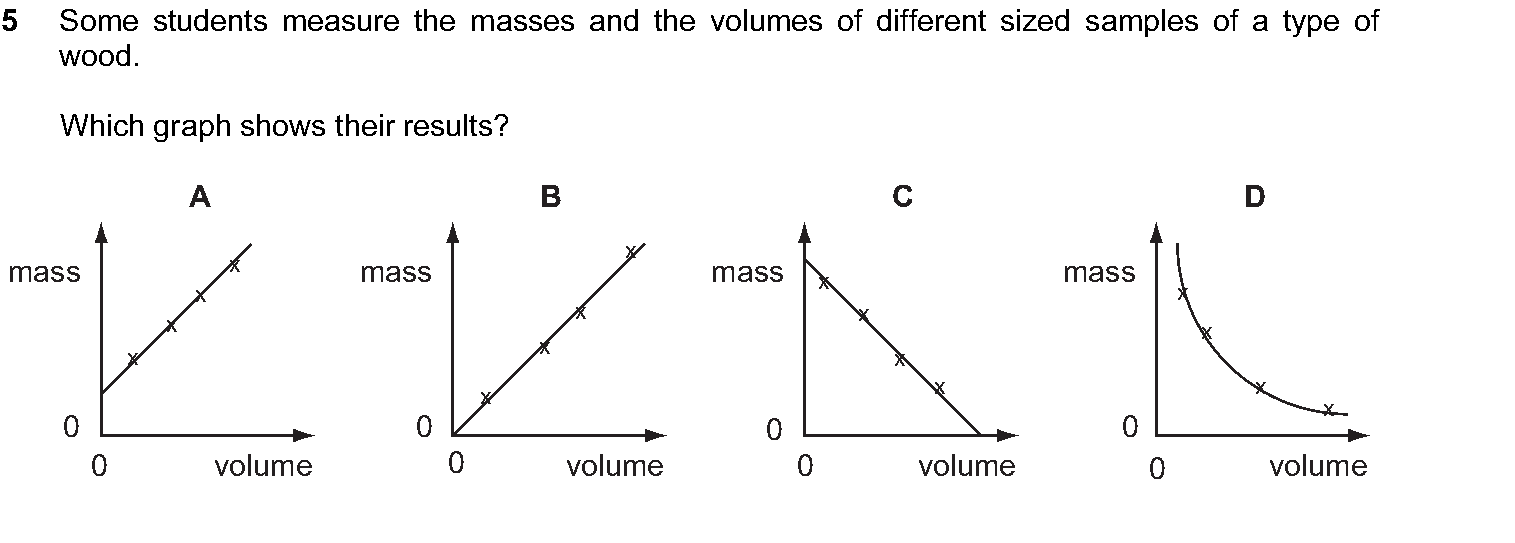 5 Some students measure the masses and the volumes of different sized samples of a type of
wood.
Which graph shows their results?
A B C D
mass mass mass mass
0 0 0 0
0 volume 0 volume 0 volume 0 volume